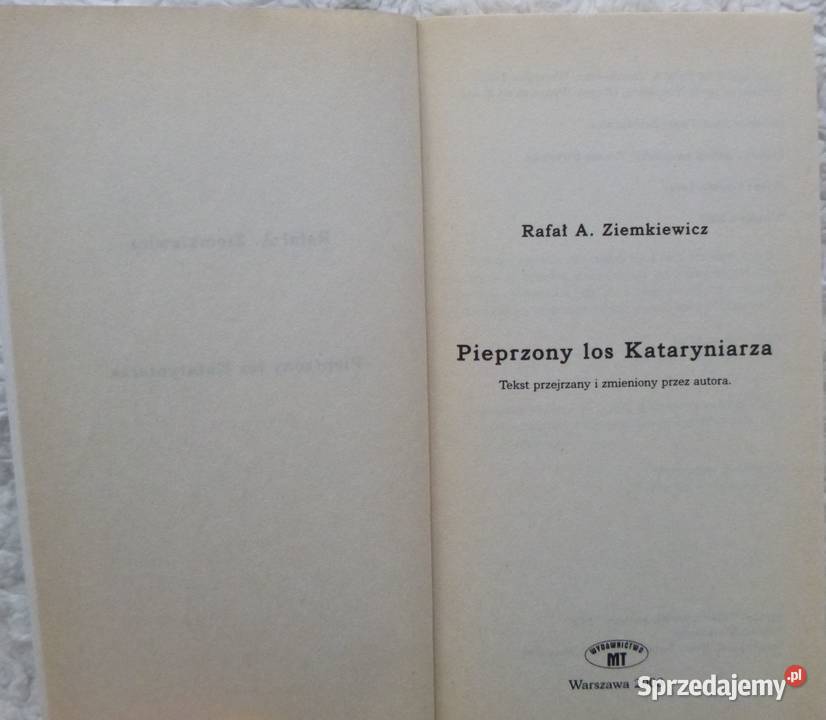 Rafał A. Ziemkiewicz
Pieprzony los Kataryniarza
Tekst przejrzany i zmieniony przez autora.
WYDAWNICTWO
MT
Warszawa
Sprzedajemy.pl